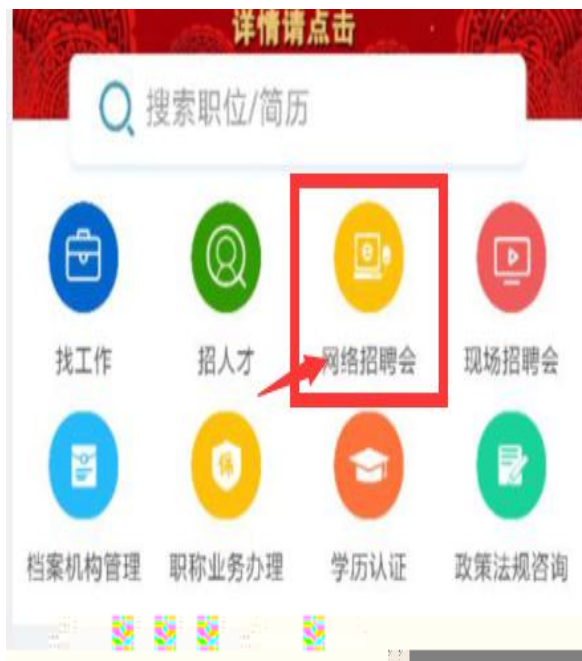 详情请点击
搜索职位/简历
找工作 招人才 网络招聘会 现场招聘会
保
档案机构管理 职称业务办理 学历认证 政策法规咨询